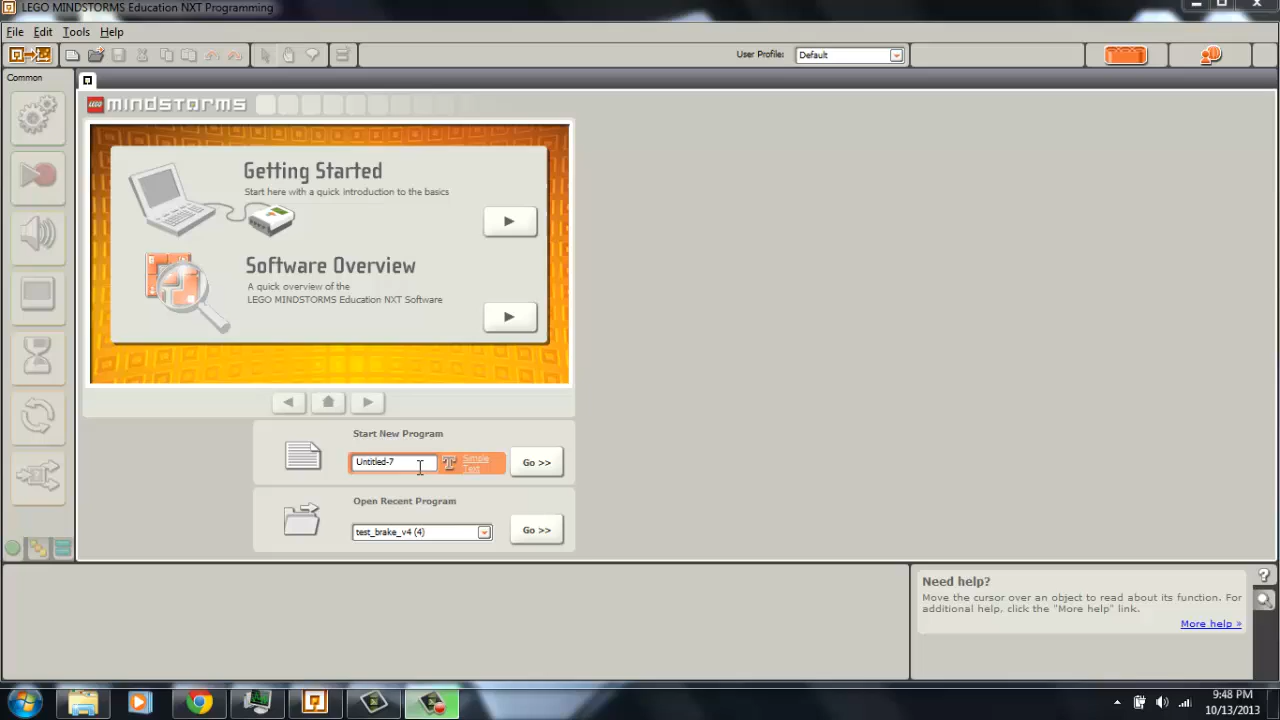 LEGO MINDSTORMS Education NXT Programming
File Edit Tools Help
User Profile: Default
Common
LEGO mindstorms
Getting Started
Start here with a quick introduction to the basics
Software Overview
A quick overview of the
LEGO MINDSTORMS Education NXT Software
Start New Program
Untitled-7
Simple
Text
Go >>
Open Recent Program
test_brake_v4 (4)
Go >>
Need help?
Move the cursor over an object to read about its function. For
additional help, click the "More help" link.
More help »
9:48 PM
10/13/2013